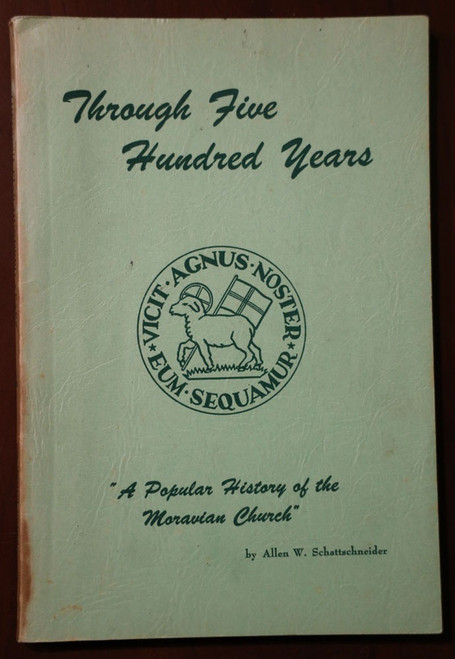 Through Five
Hundred Years
VICIT · AGNUS · NOSTER
★ EUM · SEQUAMUR ★
"A Popular History of the
Moravian Church"
by Allen W. Schattschneider